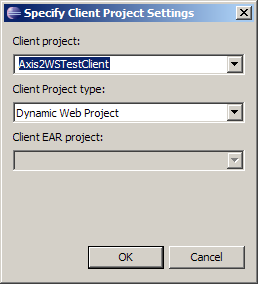 Specify Client Project Settings
Client project:
Axis2WSTestClient
Client Project type:
Dynamic Web Project
Client EAR project:
OK Cancel